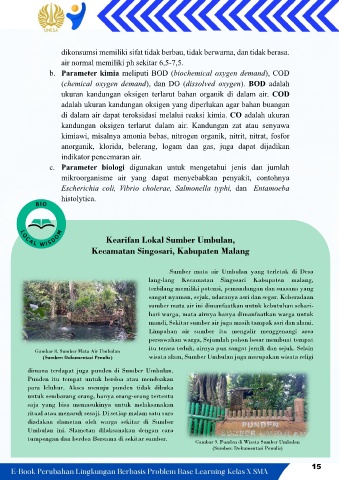 UNESA
dikonsumsi memiliki sifat tidak berbau, tidak berwarna, dan tidak berasa.
air normal memiliki ph sekitar 6,5-7,5.
b. Parameter kimia meliputi BOD (biochemical oxygen demand), COD
(chemical oxygen demand), dan DO (dissolved oxygen). BOD adalah
ukuran kandungan oksigen terlarut bahan organik di dalam air. COD
adalah ukuran kandungan oksigen yang diperlukan agar bahan buangan
di dalam air dapat teroksidasi melalui reaksi kimia. CO adalah ukuran
kandungan oksigen terlarut dalam air. Kandungan zat atau senyawa
kimiawi, misalnya amonia bebas, nitrogen organik, nitrit, nitrat, fosfor
anorganik, klorida, belerang, logam dan gas, juga dapat dijadikan
indikator pencemaran air.
c. Parameter biologi digunakan untuk mengetahui jenis dan jumlah
mikroorganisme air yang dapat menyebabkan penyakit, contohnya
Escherichia coli, Vibrio cholerae, Salmonella typhi, dan Entamoeba
histolytica.
BIO
LOCAL WISDOM
Kearifan Lokal Sumber Umbulan,
Kecamatan Singosari, Kabupaten Malang
Sumber mata air Umbulan yang terletak di Desa
lang-lang Kecamatan Singosari Kabupaten malang,
terbilang memiliki potensi, pemandangan dan suasana yang
sangat nyaman, sejuk, udaranya asri dan segar. Keberadaan
sumber mata air ini dimanfaatkan untuk kebutuhan sehari-
hari warga, mata airnya hanya dimanfaatkan warga untuk
mandi, Sekitar sumber air juga masih tampak asri dan alami.
Limpahan air sumber itu mengalir menggenangi area
persawahan warga, Sejumlah pohon besar membuat tempat
itu terasa teduh, airnya pun sangat jernih dan sejuk. Selain
wisata alam, Sumber Umbulan juga merupakan wisata religi
Gambar 8. Sumber Mata Air Umbulan
(Sumber: Dokumentasi Penulis)
dimana terdapat juga punden di Sumber Umbulan.
Punden itu tempat untuk berdoa atau mendoakan
para leluhur. Akses menuju punden tidak dibuka
untuk sembarang orang, hanya orang-orang tertentu
saja yang bisa memasukinya untuk melaksanakan
ritual atau menaruh sesaji. Di setiap malam satu suro
diadakan slametan oleh warga sekitar di Sumber
Umbulan ini. Slametan dilaksanakan dengan cara
tumpengan dan berdoa Bersama di sekitar sumber.
PUNDEN
Gambar 9. Punden di Wisata Sumber Umbulan
(Sumber: Dokumentasi Penulis)
E-Book Perubahan Lingkungan Berbasis Problem Base Learning Kelas X SMA
15